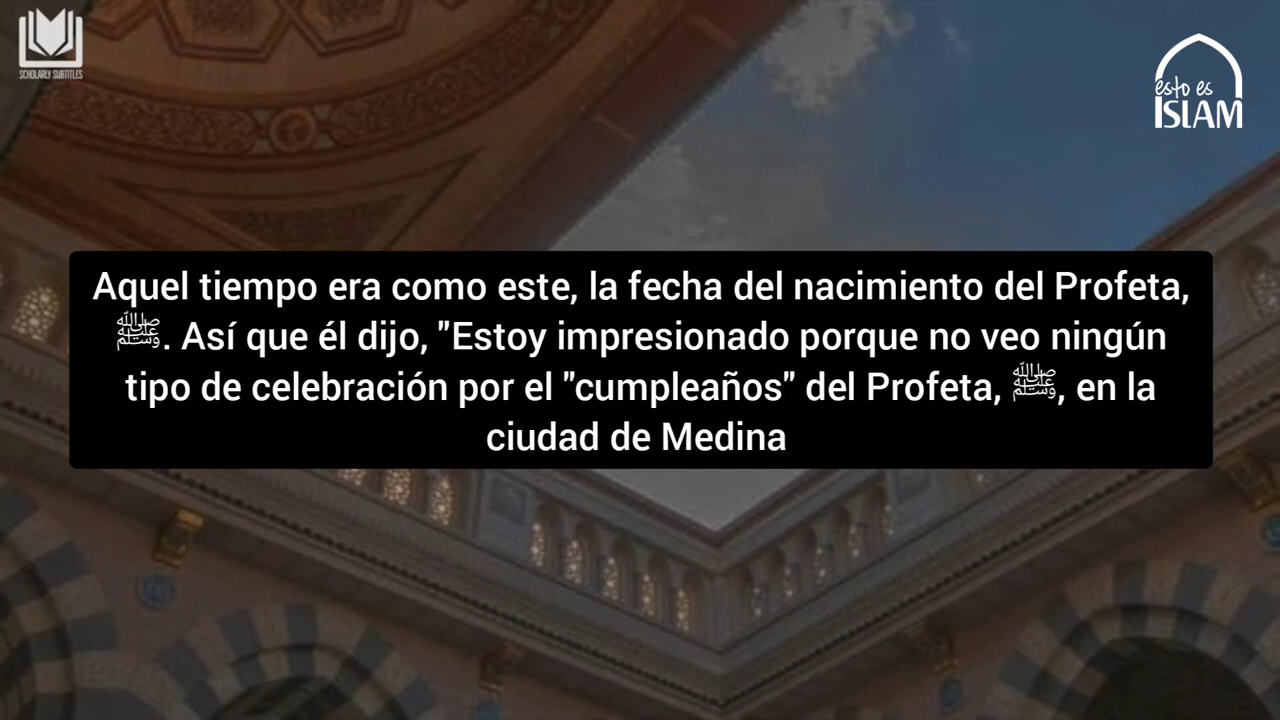 SCHOLARLY SUBTITLES
esto es
ISLAM
Aquel tiempo era como este, la fecha del nacimiento del Profeta,
ﷺ. Así que él dijo, "Estoy impresionado porque no veo ningún
tipo de celebración por el "cumpleaños" del Profeta, ﷺ, en la
ciudad de Medina